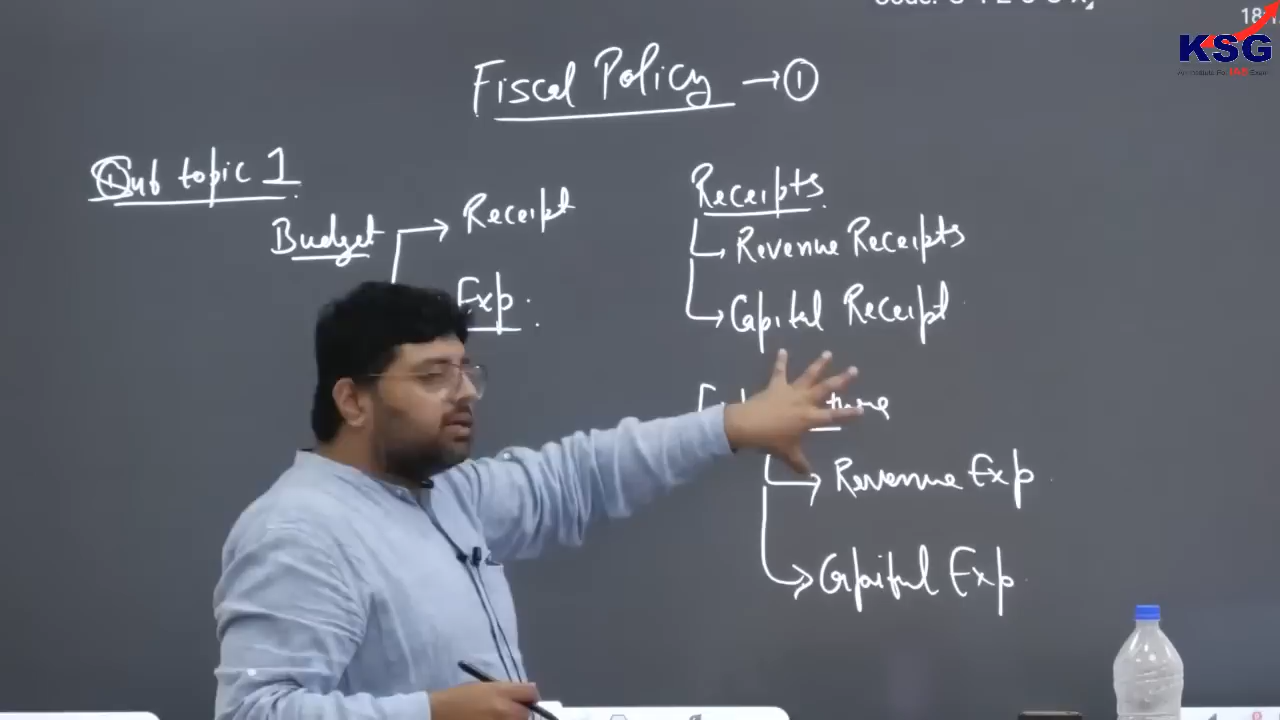 18:
KSG
Fiscal Policy → ①
Sub topic 1
Budget → Receipt
Exp.
Receipts
Revenue Receipts
Capital Receipt
Revenue Exp
Capital Exp